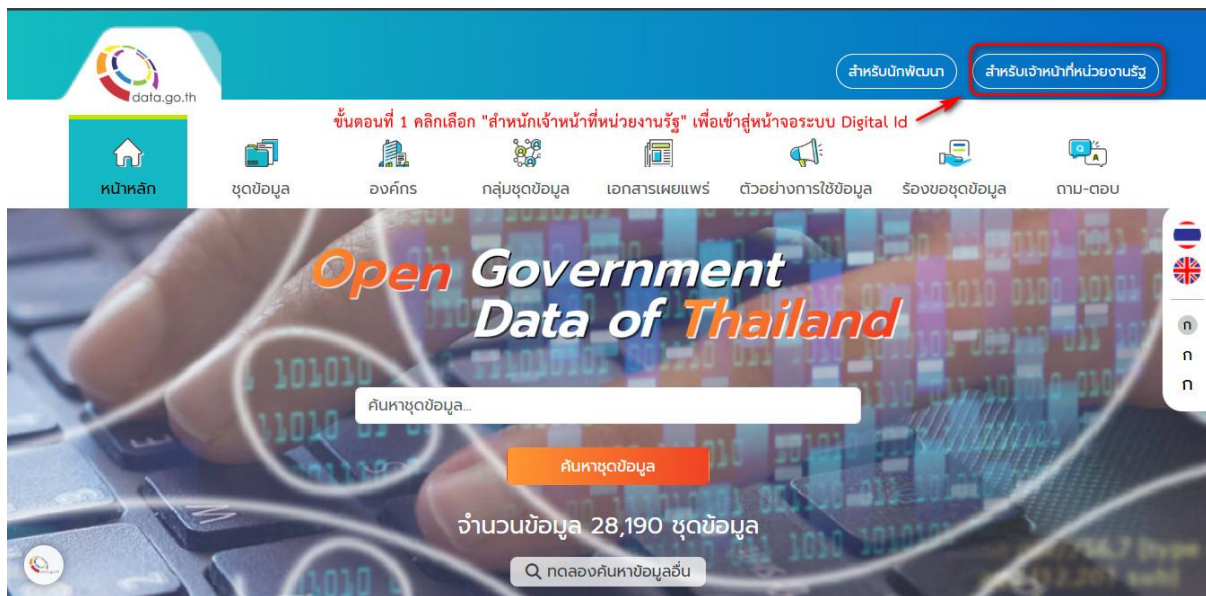 data.go.th
สำหรับนักพัฒนา
สำหรับเจ้าหน้าที่หน่วยงานรัฐ
ขั้นตอนที่ 1 คลิกเลือก "สำหนักเจ้าหน้าที่หน่วยงานรัฐ" เพื่อเข้าสู่หน้าจอระบบ Digital Id
หน้าหลัก
ชุดข้อมูล
องค์กร
กลุ่มชุดข้อมูล
เอกสารเผยแพร่
ตัวอย่างการใช้ข้อมูล
ร้องขอชุดข้อมูล
ถาม-ตอบ
Open Government
Data of Thailand
ก
ก
ก
ค้นหาชุดข้อมูล...
ค้นหาชุดข้อมูล
จำนวนข้อมูล 28,190 ชุดข้อมูล
ทดลองค้นหาข้อมูลอื่น